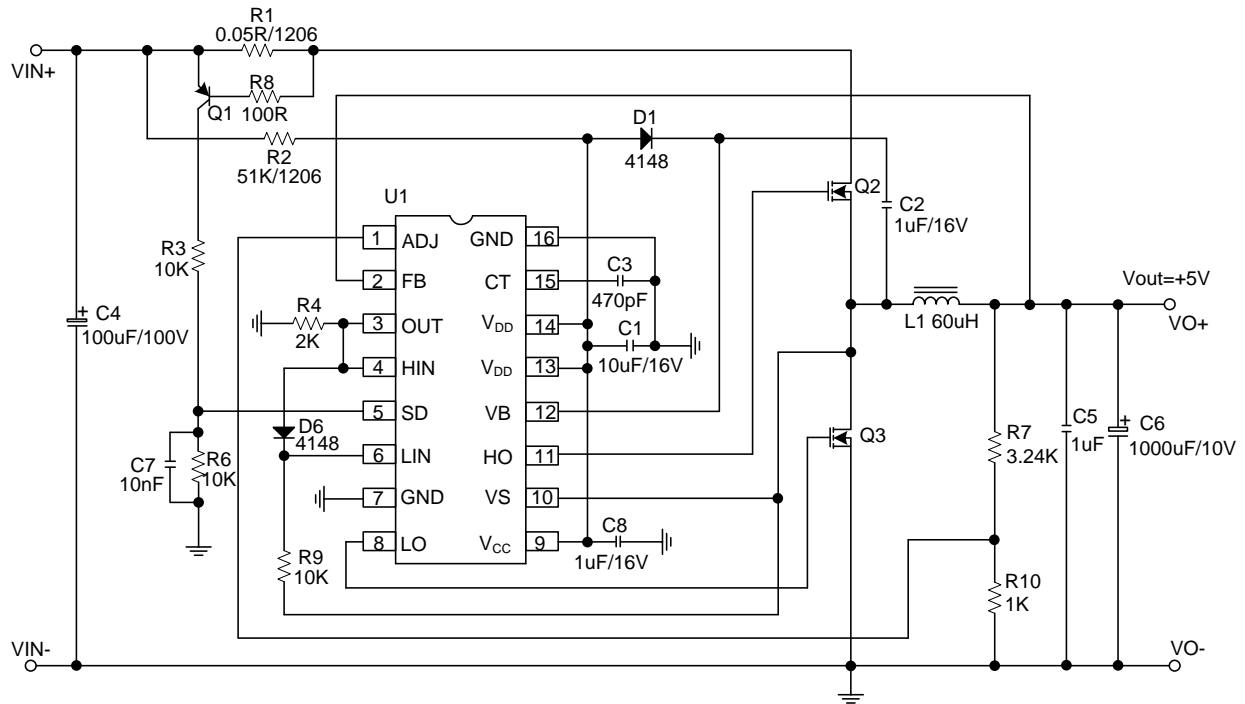 R1
0.05R/1206
VIN+
R8
100R
Q1
R2
51K/1206
D1
4148
Q2
C2
1uF/16V
U1
1 ADJ GND 16
2 FB CT 15
3 OUT VDD 14
4 HIN VDD 13
5 SD VB 12
6 LIN HO 11
7 GND VS 10
8 LO VCC 9
R3
10K
R4
2K
C3
470pF
C1
10uF/16V
C4
+
100uF/100V
Vout=+5V
VO+
L1 60uH
D6
4148
Q3
C7
10nF
R6
10K
R7
3.24K
C5
1uF
+
C6
1000uF/10V
C8
1uF/16V
R9
10K
R10
1K
VIN-
VO-